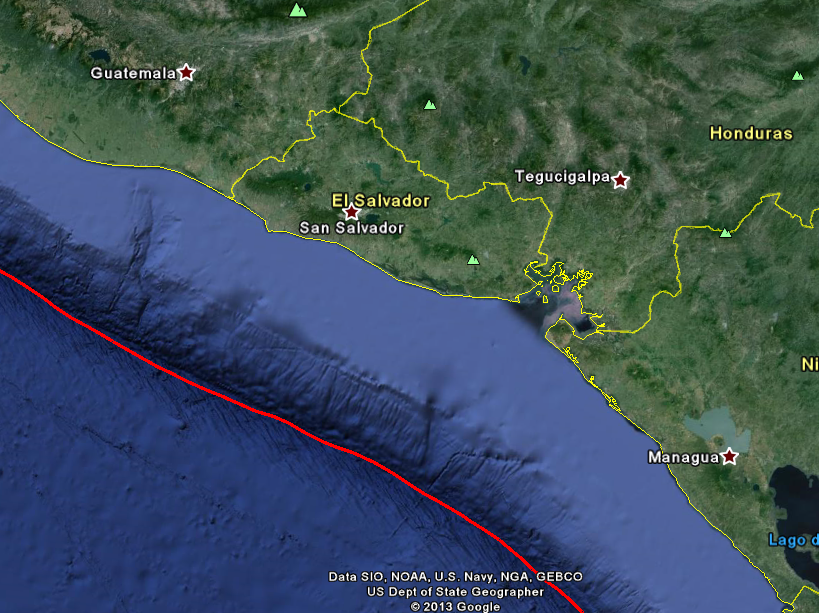 Guatemala
Honduras
Tegucigalpa
El Salvador
San Salvador
Ni
Managua
Lago d
Data SIO, NOAA, U.S. Navy, NGA, GEBCO
US Dept of State Geographer
© 2013 Google